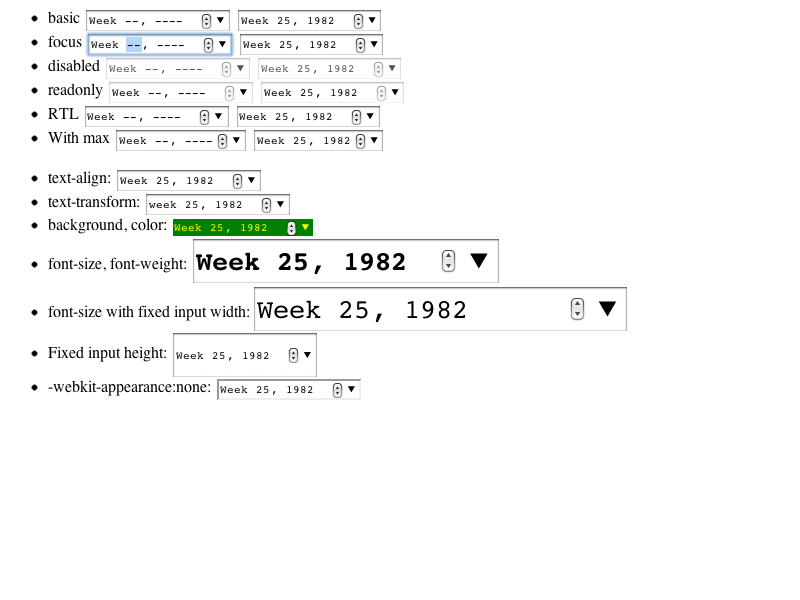 basic Week --, ---- Week 25, 1982
focus Week --, ---- Week 25, 1982
disabled Week --, ---- Week 25, 1982
readonly Week --, ---- Week 25, 1982
RTL Week --, ---- Week 25, 1982
With max Week --, ---- Week 25, 1982
text-align: Week 25, 1982
text-transform: week 25, 1982
background, color: Week 25, 1982
font-size, font-weight: Week 25, 1982
font-size with fixed input width: Week 25, 1982
Fixed input height: Week 25, 1982
-webkit-appearance:none: Week 25, 1982